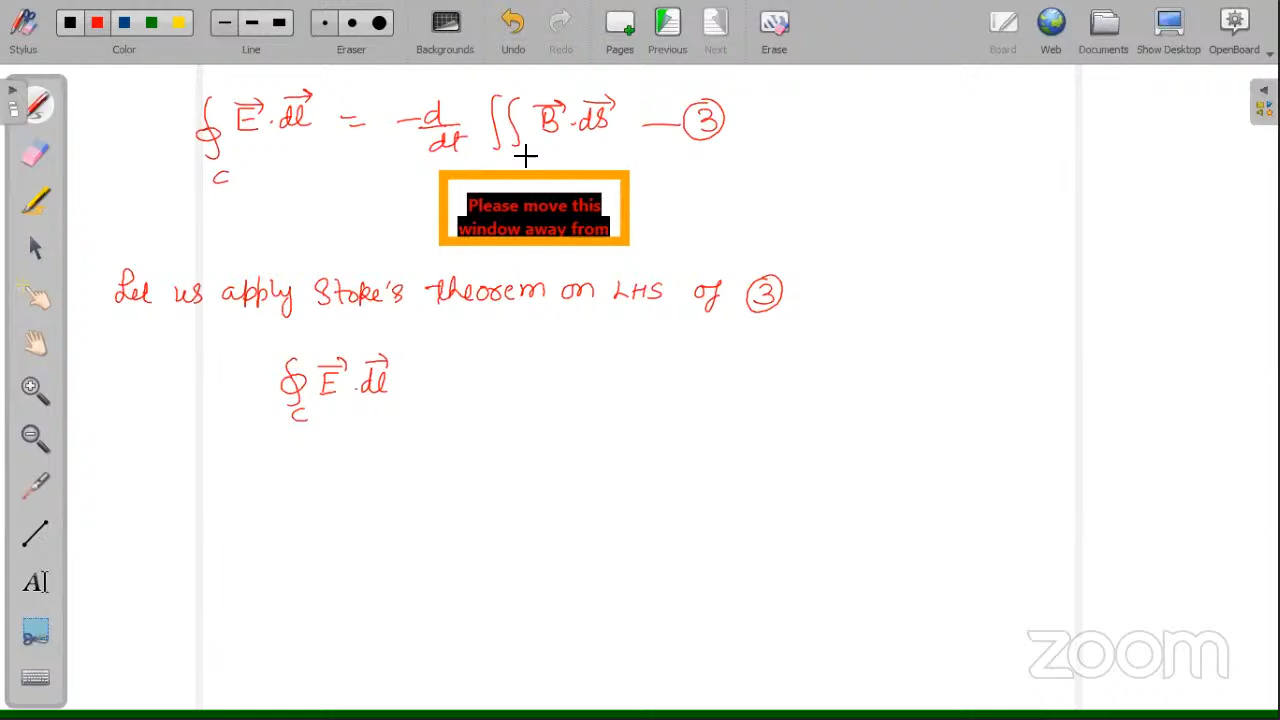 Stylus Color Line Eraser Backgrounds Undo Redo Pages Previous Next Erase Board Web Documents Show Desktop OpenBoard
∮ E⃗ · dl⃗ = − d/dt ∬ B⃗ · ds⃗ — ③
C
Please move this
window away from
Let us apply Stoke's theorem on LHS of ③
∮ E⃗ · dl⃗
C
AI
zoom